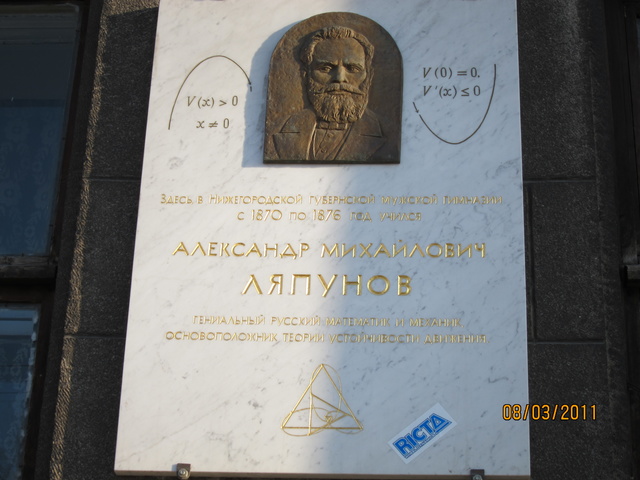 V(x) > 0
x ≠ 0
V(0) = 0,
V'(x) ≤ 0
Здесь, в Нижегородской губернской мужской гимназии
с 1870 по 1876 год учился
АЛЕКСАНДР МИХАЙЛОВИЧ
ЛЯПУНОВ
ГЕНИАЛЬНЫЙ РУССКИЙ МАТЕМАТИК И МЕХАНИК
ОСНОВОПОЛОЖНИК ТЕОРИИ УСТОЙЧИВОСТИ ДВИЖЕНИЯ
RICTA
08/03/2011